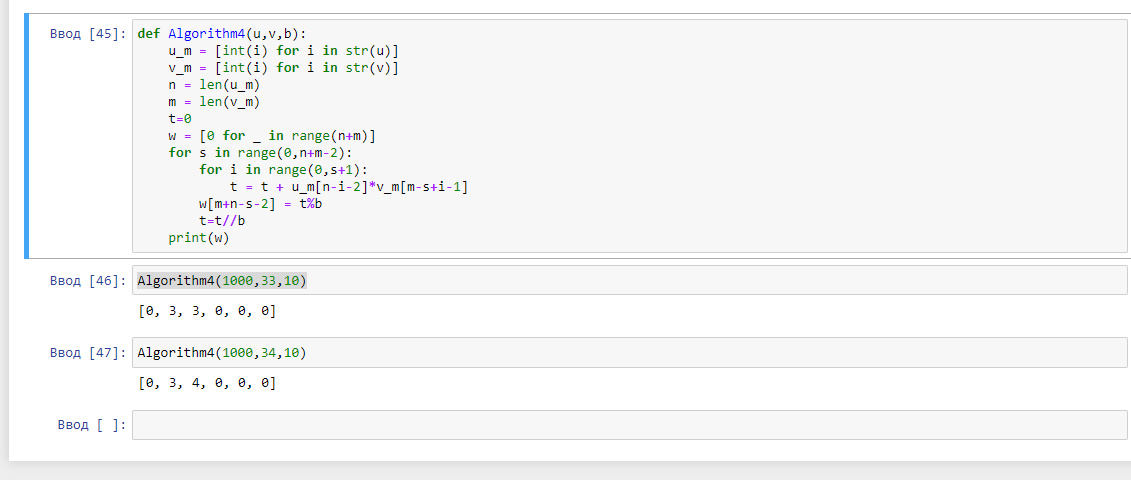 Ввод [45]: def Algorithm4(u,v,b):
    u_m = [int(i) for i in str(u)]
    v_m = [int(i) for i in str(v)]
    n = len(u_m)
    m = len(v_m)
    t=0
    w = [0 for _ in range(n+m)]
    for s in range(0,n+m-2):
        for i in range(0,s+1):
            t = t + u_m[n-i-2]*v_m[m-s+i-1]
        w[m+n-s-2] = t%b
        t=t//b
    print(w)
Ввод [46]: Algorithm4(1000,33,10)
[0, 3, 3, 0, 0, 0]
Ввод [47]: Algorithm4(1000,34,10)
[0, 3, 4, 0, 0, 0]
Ввод [ ]: